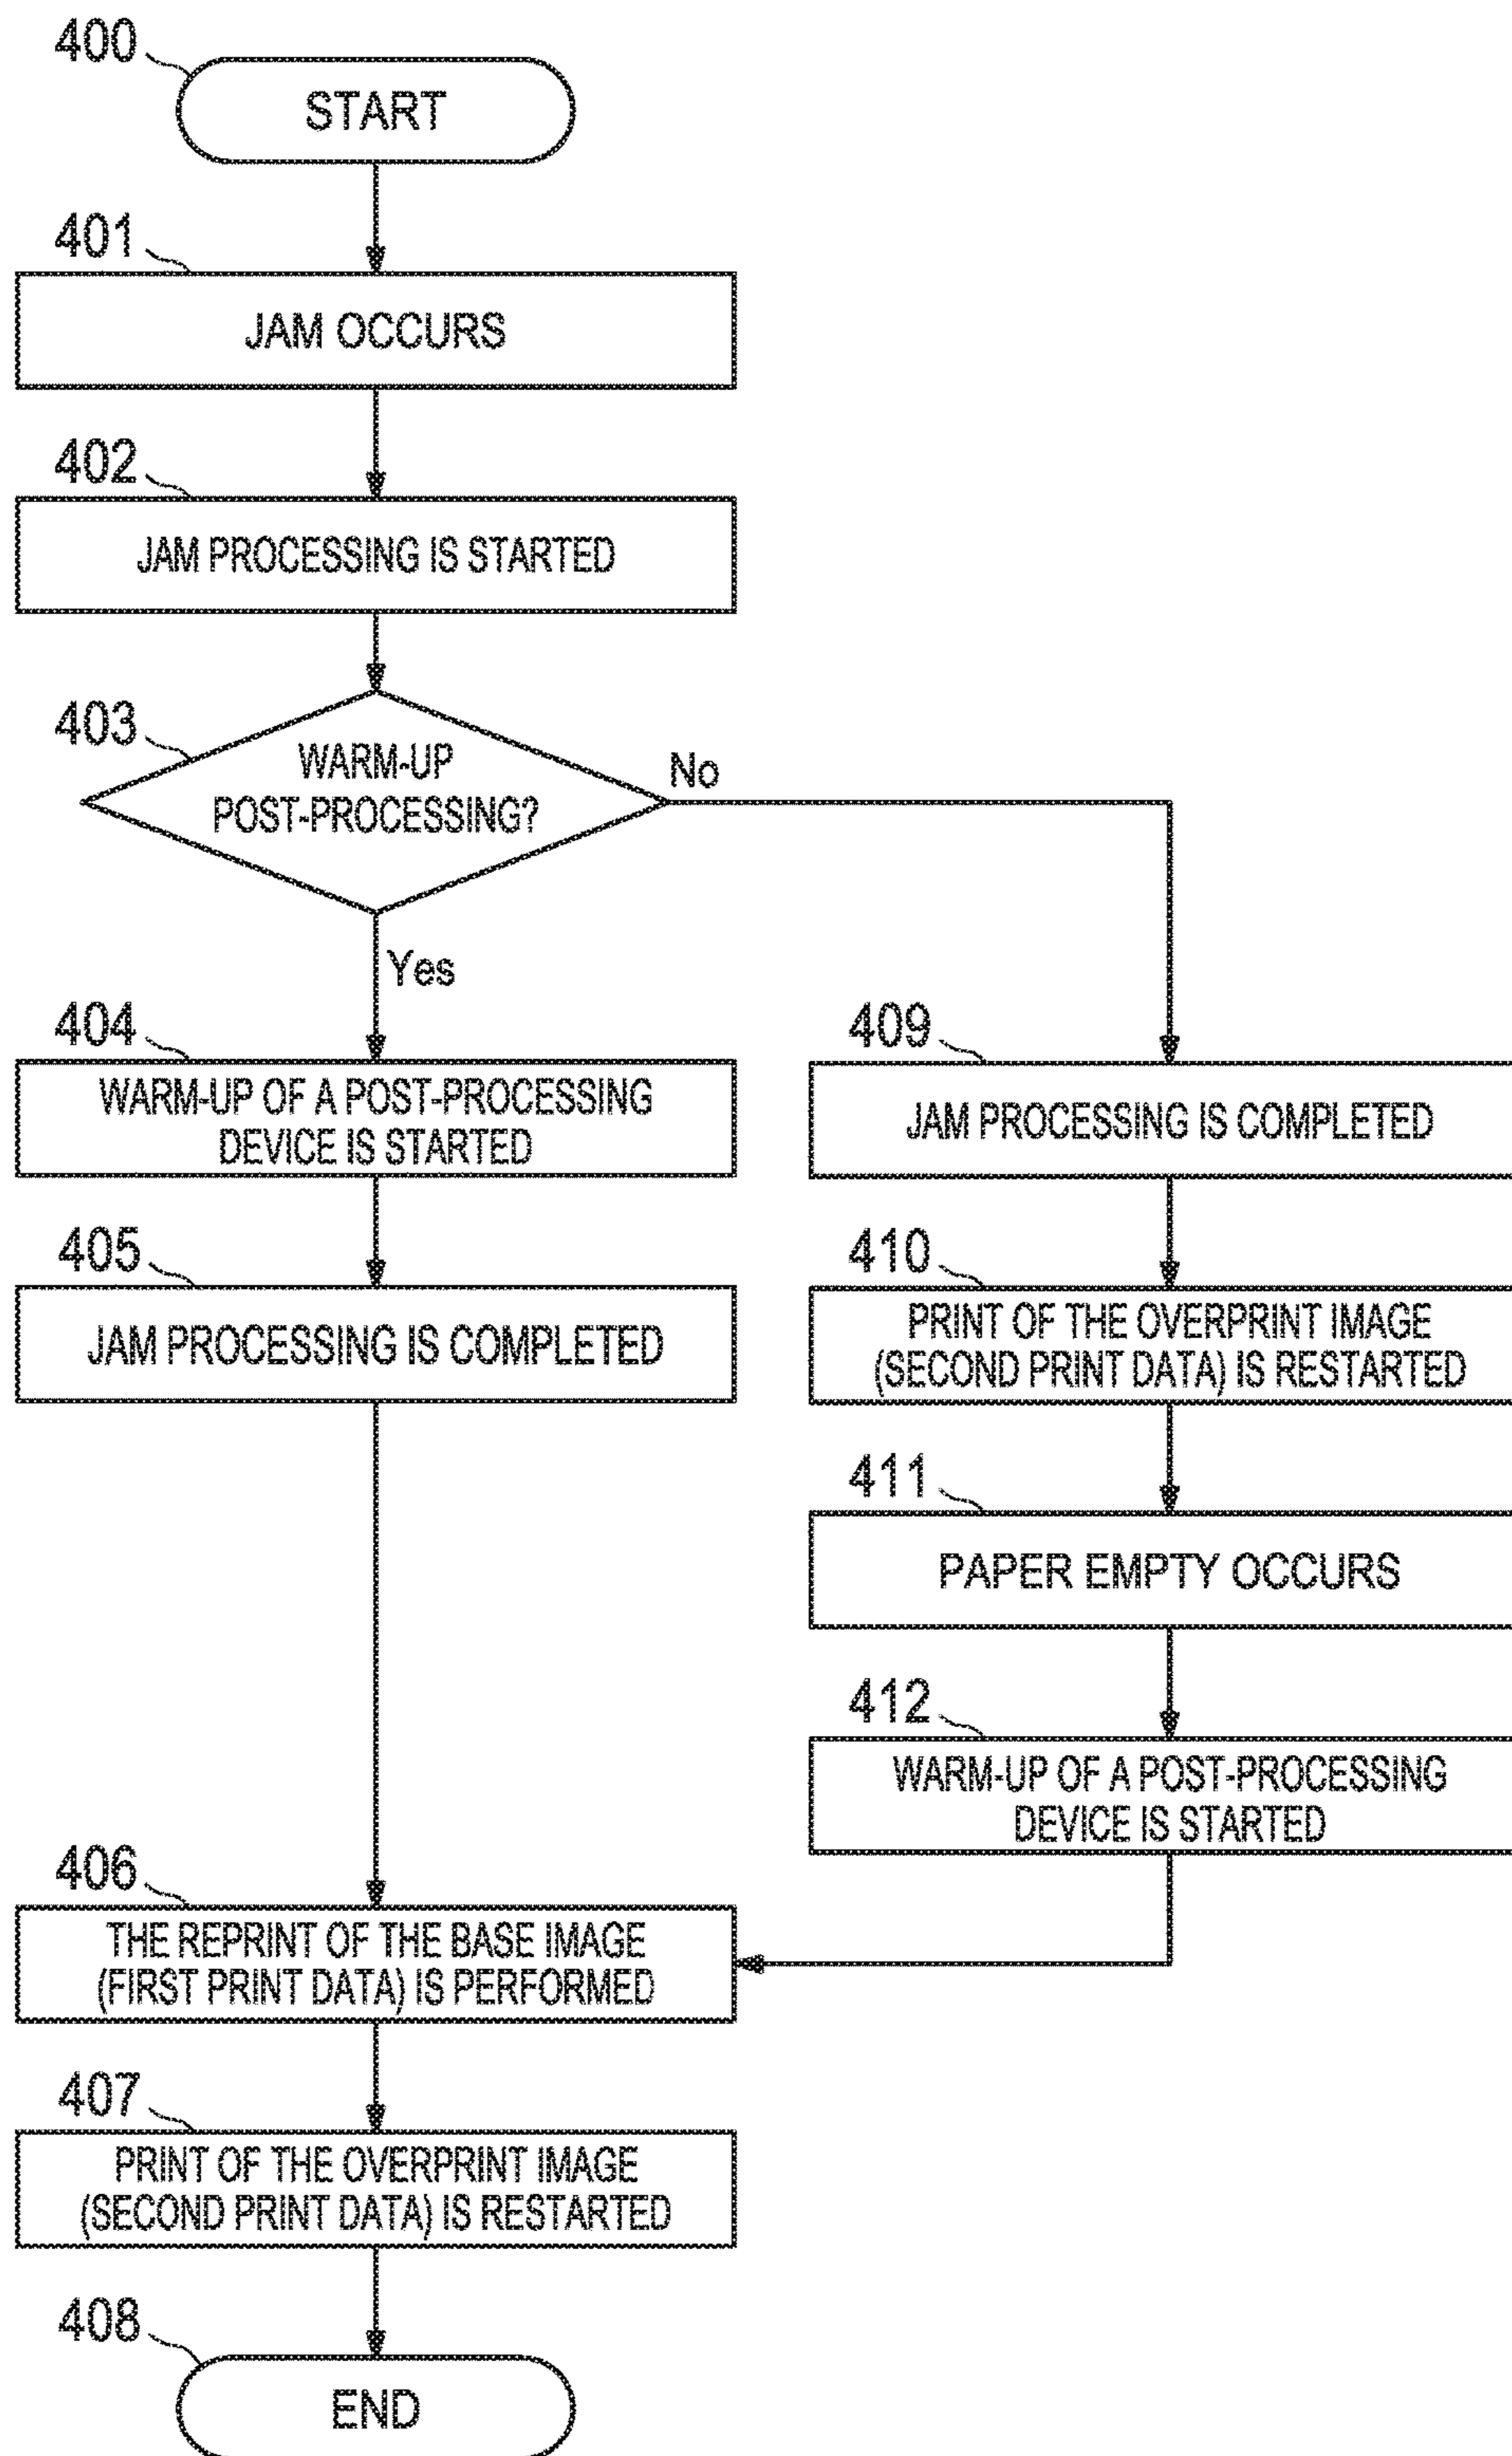 400
START
401
JAM OCCURS
402
JAM PROCESSING IS STARTED
403
WARM-UP
POST-PROCESSING?
No
Yes
404
WARM-UP OF A POST-PROCESSING
DEVICE IS STARTED
405
JAM PROCESSING IS COMPLETED
409
JAM PROCESSING IS COMPLETED
410
PRINT OF THE OVERPRINT IMAGE
(SECOND PRINT DATA) IS RESTARTED
411
PAPER EMPTY OCCURS
412
WARM-UP OF A POST-PROCESSING
DEVICE IS STARTED
406
THE REPRINT OF THE BASE IMAGE
(FIRST PRINT DATA) IS PERFORMED
407
PRINT OF THE OVERPRINT IMAGE
(SECOND PRINT DATA) IS RESTARTED
408
END